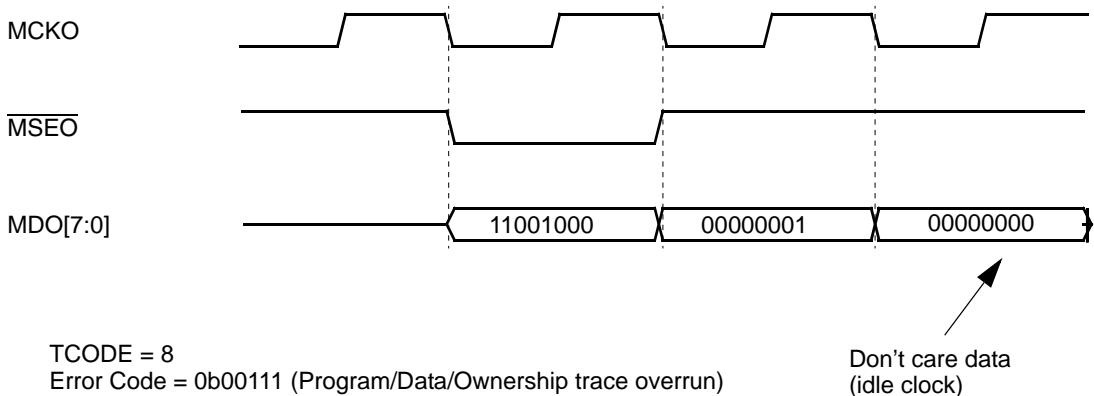 MCKO
MSEO
MDO[7:0]
11001000
00000001
00000000
TCODE = 8
Error Code = 0b00111 (Program/Data/Ownership trace overrun)
Don't care data
(idle clock)